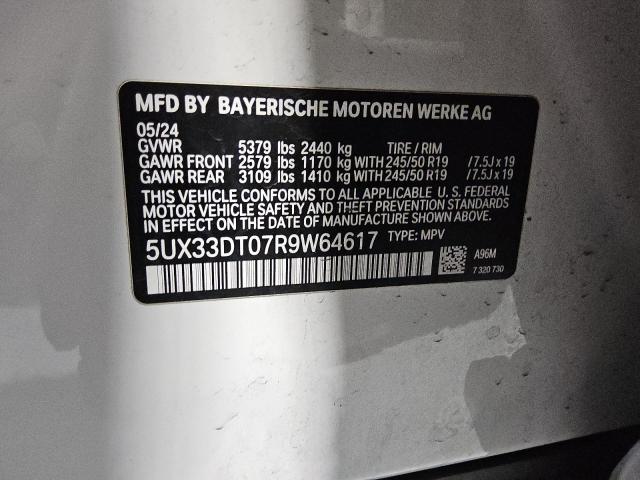 MFD BY BAYERISCHE MOTOREN WERKE AG
05/24
GVWR 5379 lbs 2440 kg TIRE / RIM
GAWR FRONT 2579 lbs 1170 kg WITH 245/50 R19 / 7.5J x 19
GAWR REAR 3109 lbs 1410 kg WITH 245/50 R19 / 7.5J x 19
THIS VEHICLE CONFORMS TO ALL APPLICABLE U.S. FEDERAL
MOTOR VEHICLE SAFETY AND THEFT PREVENTION STANDARDS
IN EFFECT ON THE DATE OF MANUFACTURE SHOWN ABOVE.
5UX33DT07R9W64617 TYPE: MPV
A96M
7 320 730